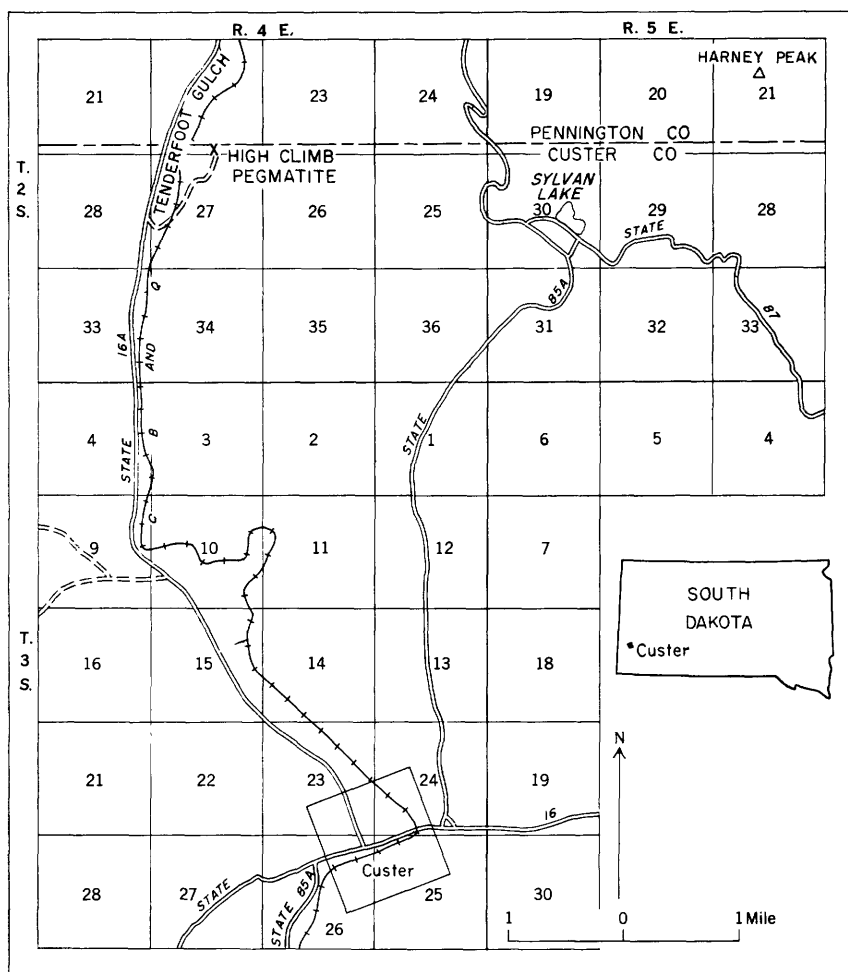 R. 4 E.
R. 5 E.
HARNEY PEAK
21
TENDERFOOT GULCH
23
24
19
20
21
PENNINGTON CO
CUSTER CO
HIGH CLIMB
PEGMATITE
SYLVAN
LAKE
T.
2
S.
28
27
26
25
30
29
28
STATE
87
33
34
35
36
31
32
33
85A
16A
STATE
C B AND Q
4
3
2
1
6
5
4
STATE
9
10
11
12
7
SOUTH
DAKOTA
Custer
T.
3
S.
16
15
14
13
18
N
21
22
23
24
19
16
Custer
28
27
26
25
30
STATE
STATE 85A
1 0 1 Mile